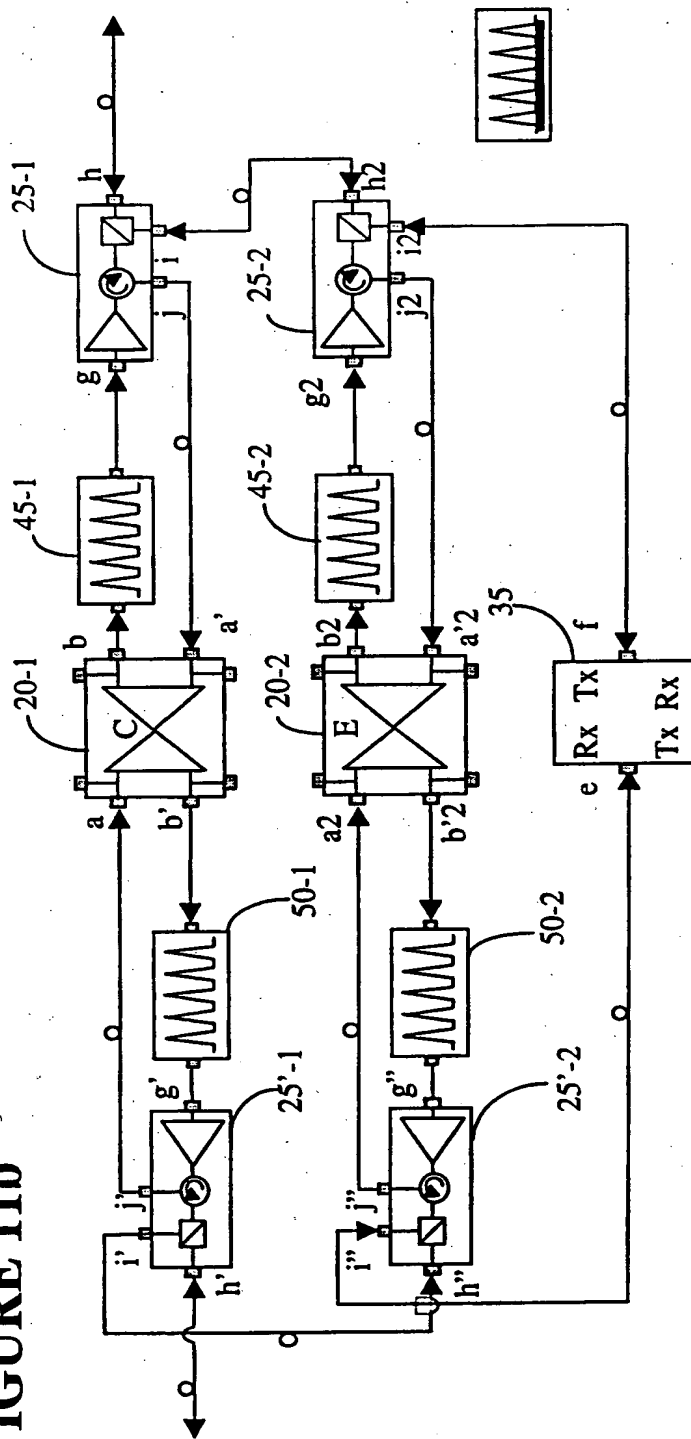 IGURE 11b
20-1
45-1
25-1
a
C
b
g
h
i' j'
b'
a'
j
i
h'
g'
25'-1
50-1
20-2
45-2
25-2
a2
E
b2
g2
h2
i" j"
b'2
a'2
j2
i2
h"
g"
25'-2
50-2
35
e
Rx Tx
Tx Rx
f